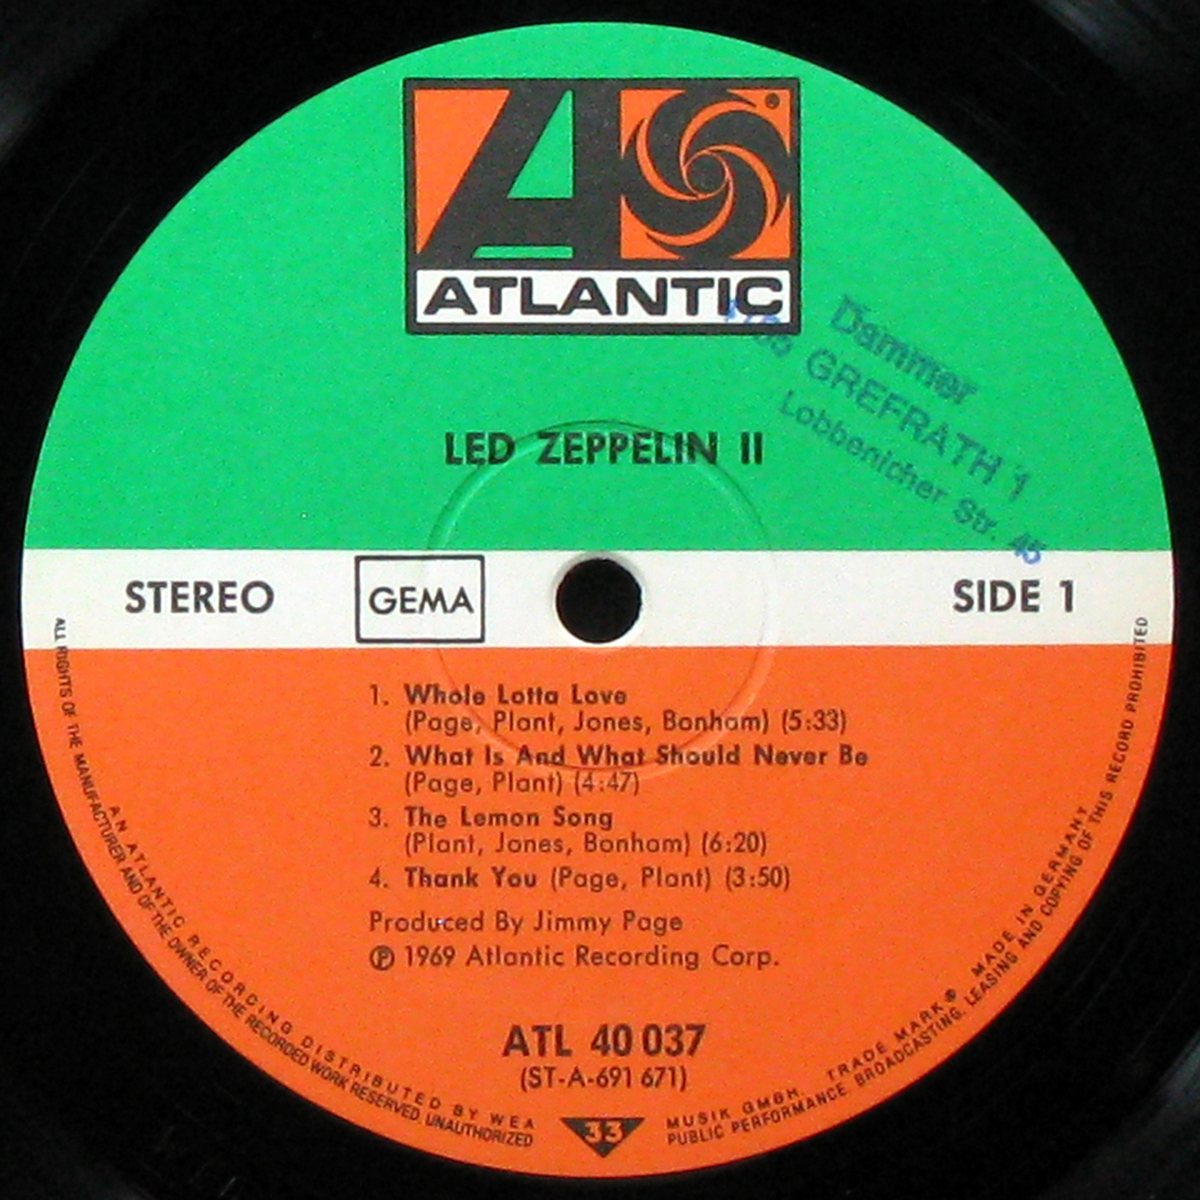 ATLANTIC
Dammer
GREFRATH 1
Lobbericher Str. 45
LED ZEPPELIN II
STEREO
GEMA
SIDE 1
1. Whole Lotta Love
(Page, Plant, Jones, Bonham) (5:33)
2. What Is And What Should Never Be
(Page, Plant) (4:47)
3. The Lemon Song
(Plant, Jones, Bonham) (6:20)
4. Thank You (Page, Plant) (3:50)
Produced By Jimmy Page
℗ 1969 Atlantic Recording Corp.
ATL 40 037
(ST-A-691 671)
33
AN ATLANTIC RECORDING DISTRIBUTED BY WEA MUSIK GMBH. TRADE MARK® MADE IN GERMANY
ALL RIGHTS OF THE MANUFACTURER AND OF THE OWNER OF THE RECORDED WORK RESERVED. UNAUTHORIZED PUBLIC PERFORMANCE BROADCASTING, LEASING AND COPYING OF THIS RECORD PROHIBITED